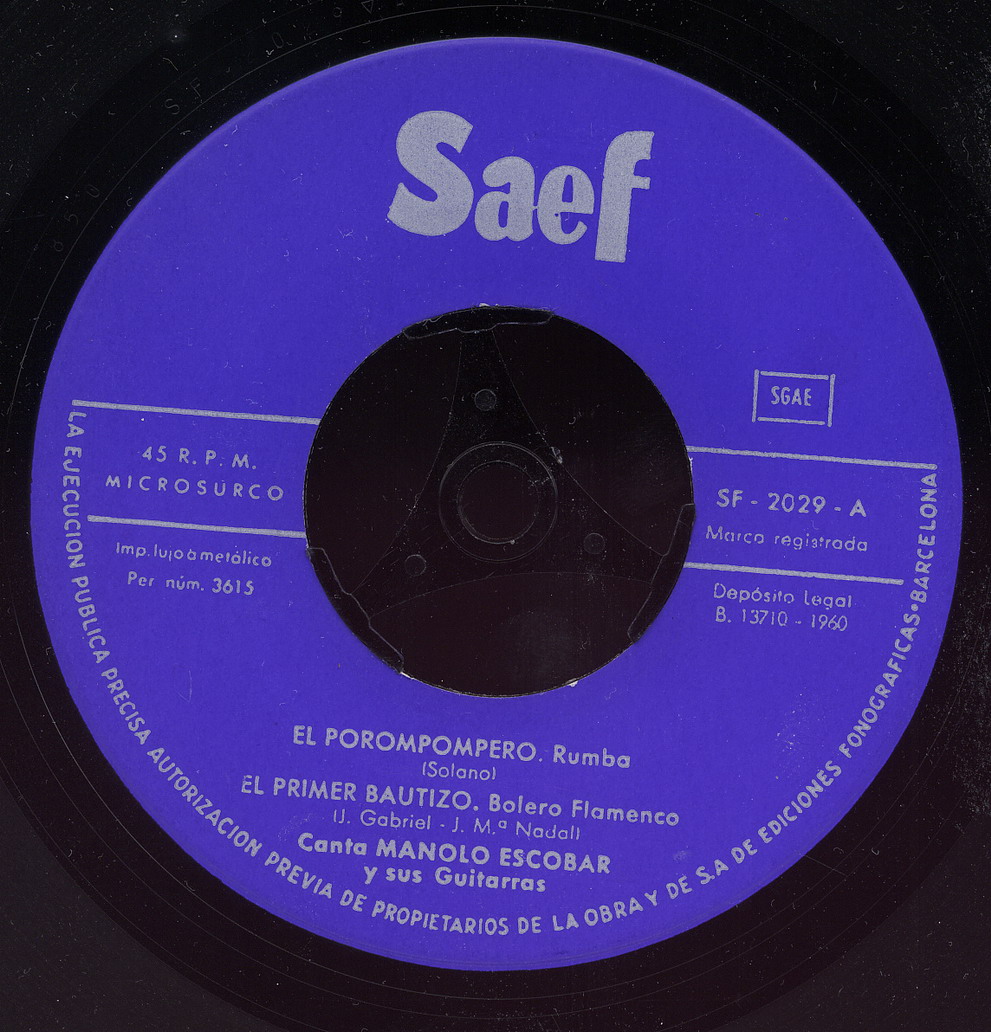 Saef
SGAE
45 R. P. M.
MICROSURCO
SF - 2029 - A
Marca registrada
Imp. lujo à metálico
Per núm. 3615
Depósito Legal
B. 13710 - 1960
EL POROMPOMPERO. Rumba
(Solano)
EL PRIMER BAUTIZO. Bolero Flamenco
(J. Gabriel - J. M.ª Nadal)
Canta MANOLO ESCOBAR
y sus Guitarras
LA EJECUCION PUBLICA PRECISA AUTORIZACION PREVIA DE PROPIETARIOS DE LA OBRA Y DE S.A DE EDICIONES FONOGRAFICAS•BARCELONA